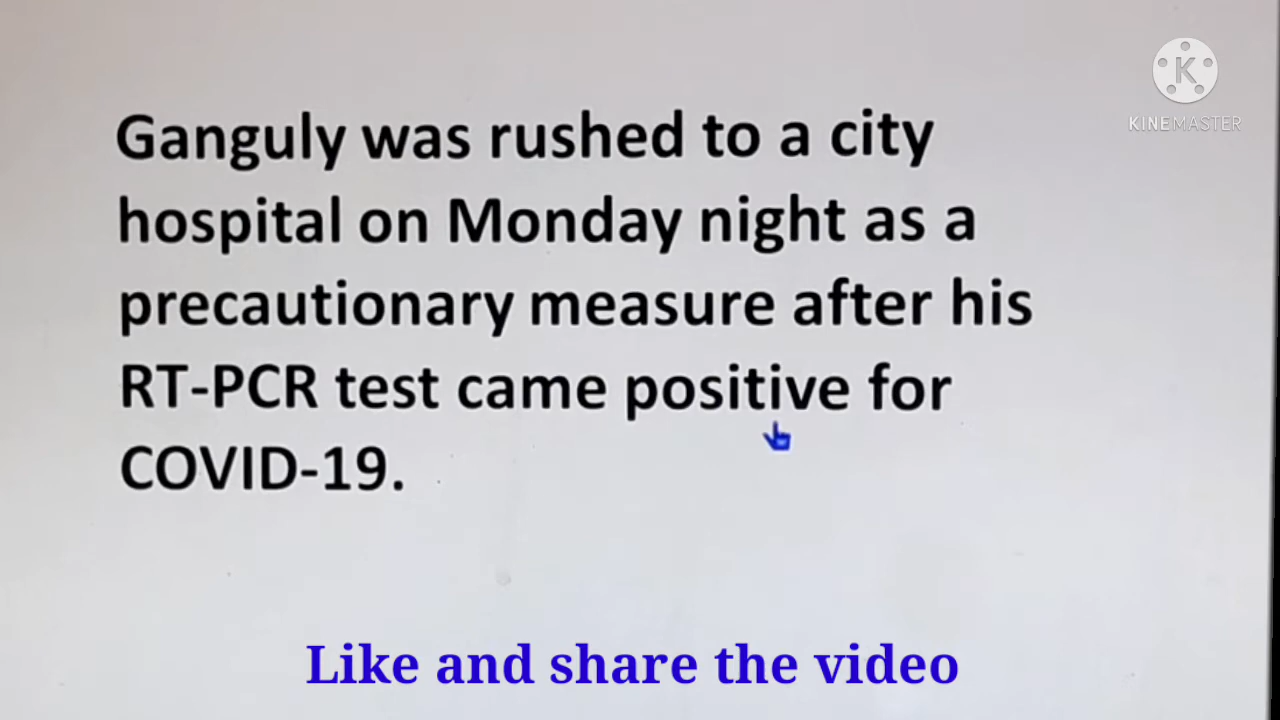 Ganguly was rushed to a city
hospital on Monday night as a
precautionary measure after his
RT-PCR test came positive for
COVID-19.
Like and share the video
K
KINEMASTER